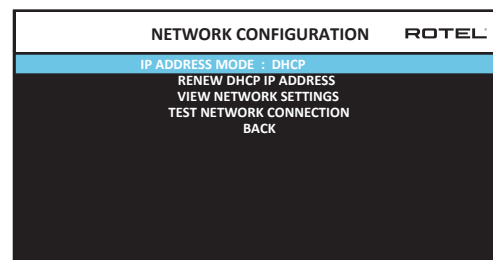 NETWORK CONFIGURATION ROTEL
IP ADDRESS MODE : DHCP
RENEW DHCP IP ADDRESS
VIEW NETWORK SETTINGS
TEST NETWORK CONNECTION
BACK